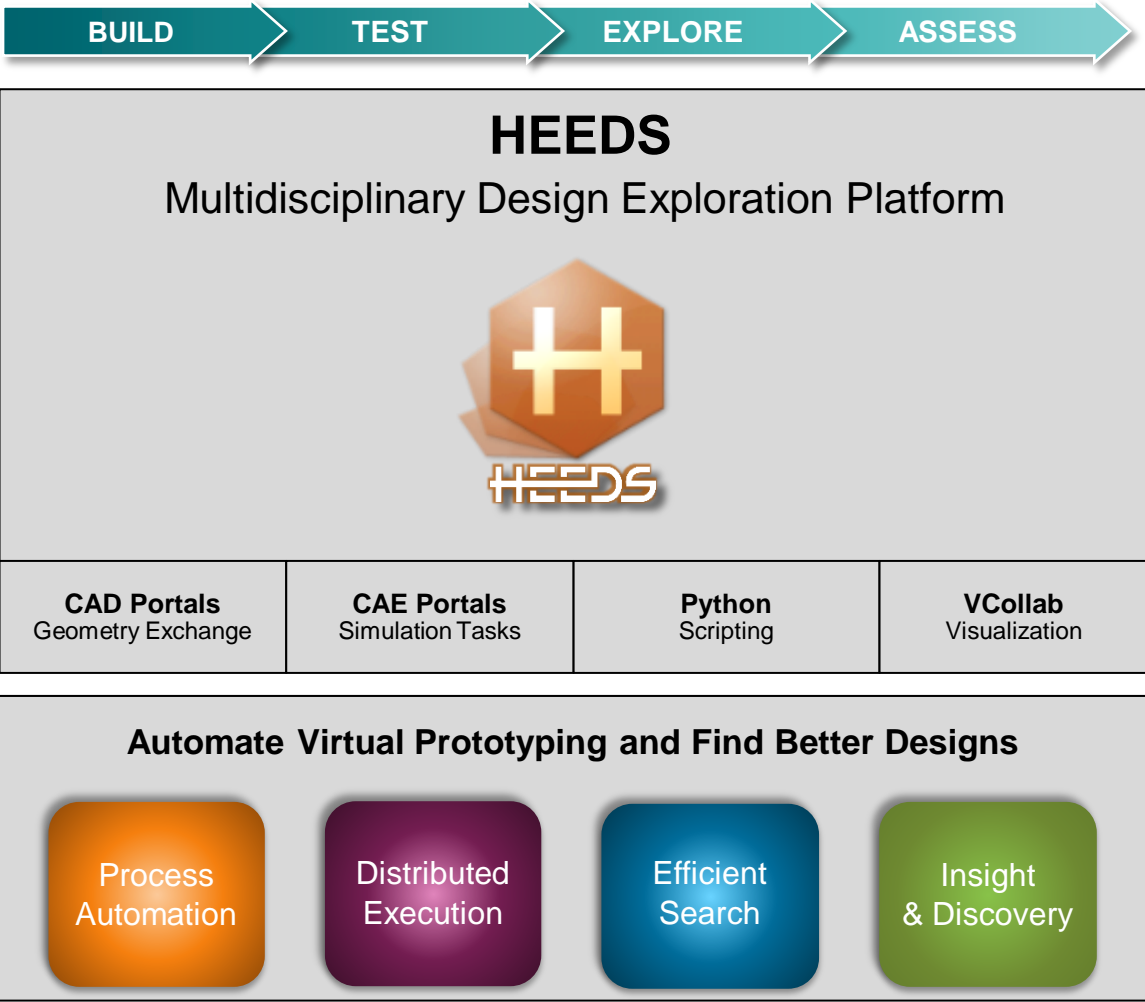 BUILD
TEST
EXPLORE
ASSESS
HEEDS
Multidisciplinary Design Exploration Platform
H
HEEDS
CAD Portals
Geometry Exchange
CAE Portals
Simulation Tasks
Python
Scripting
VCollab
Visualization
Automate Virtual Prototyping and Find Better Designs
Process
Automation
Distributed
Execution
Efficient
Search
Insight
& Discovery